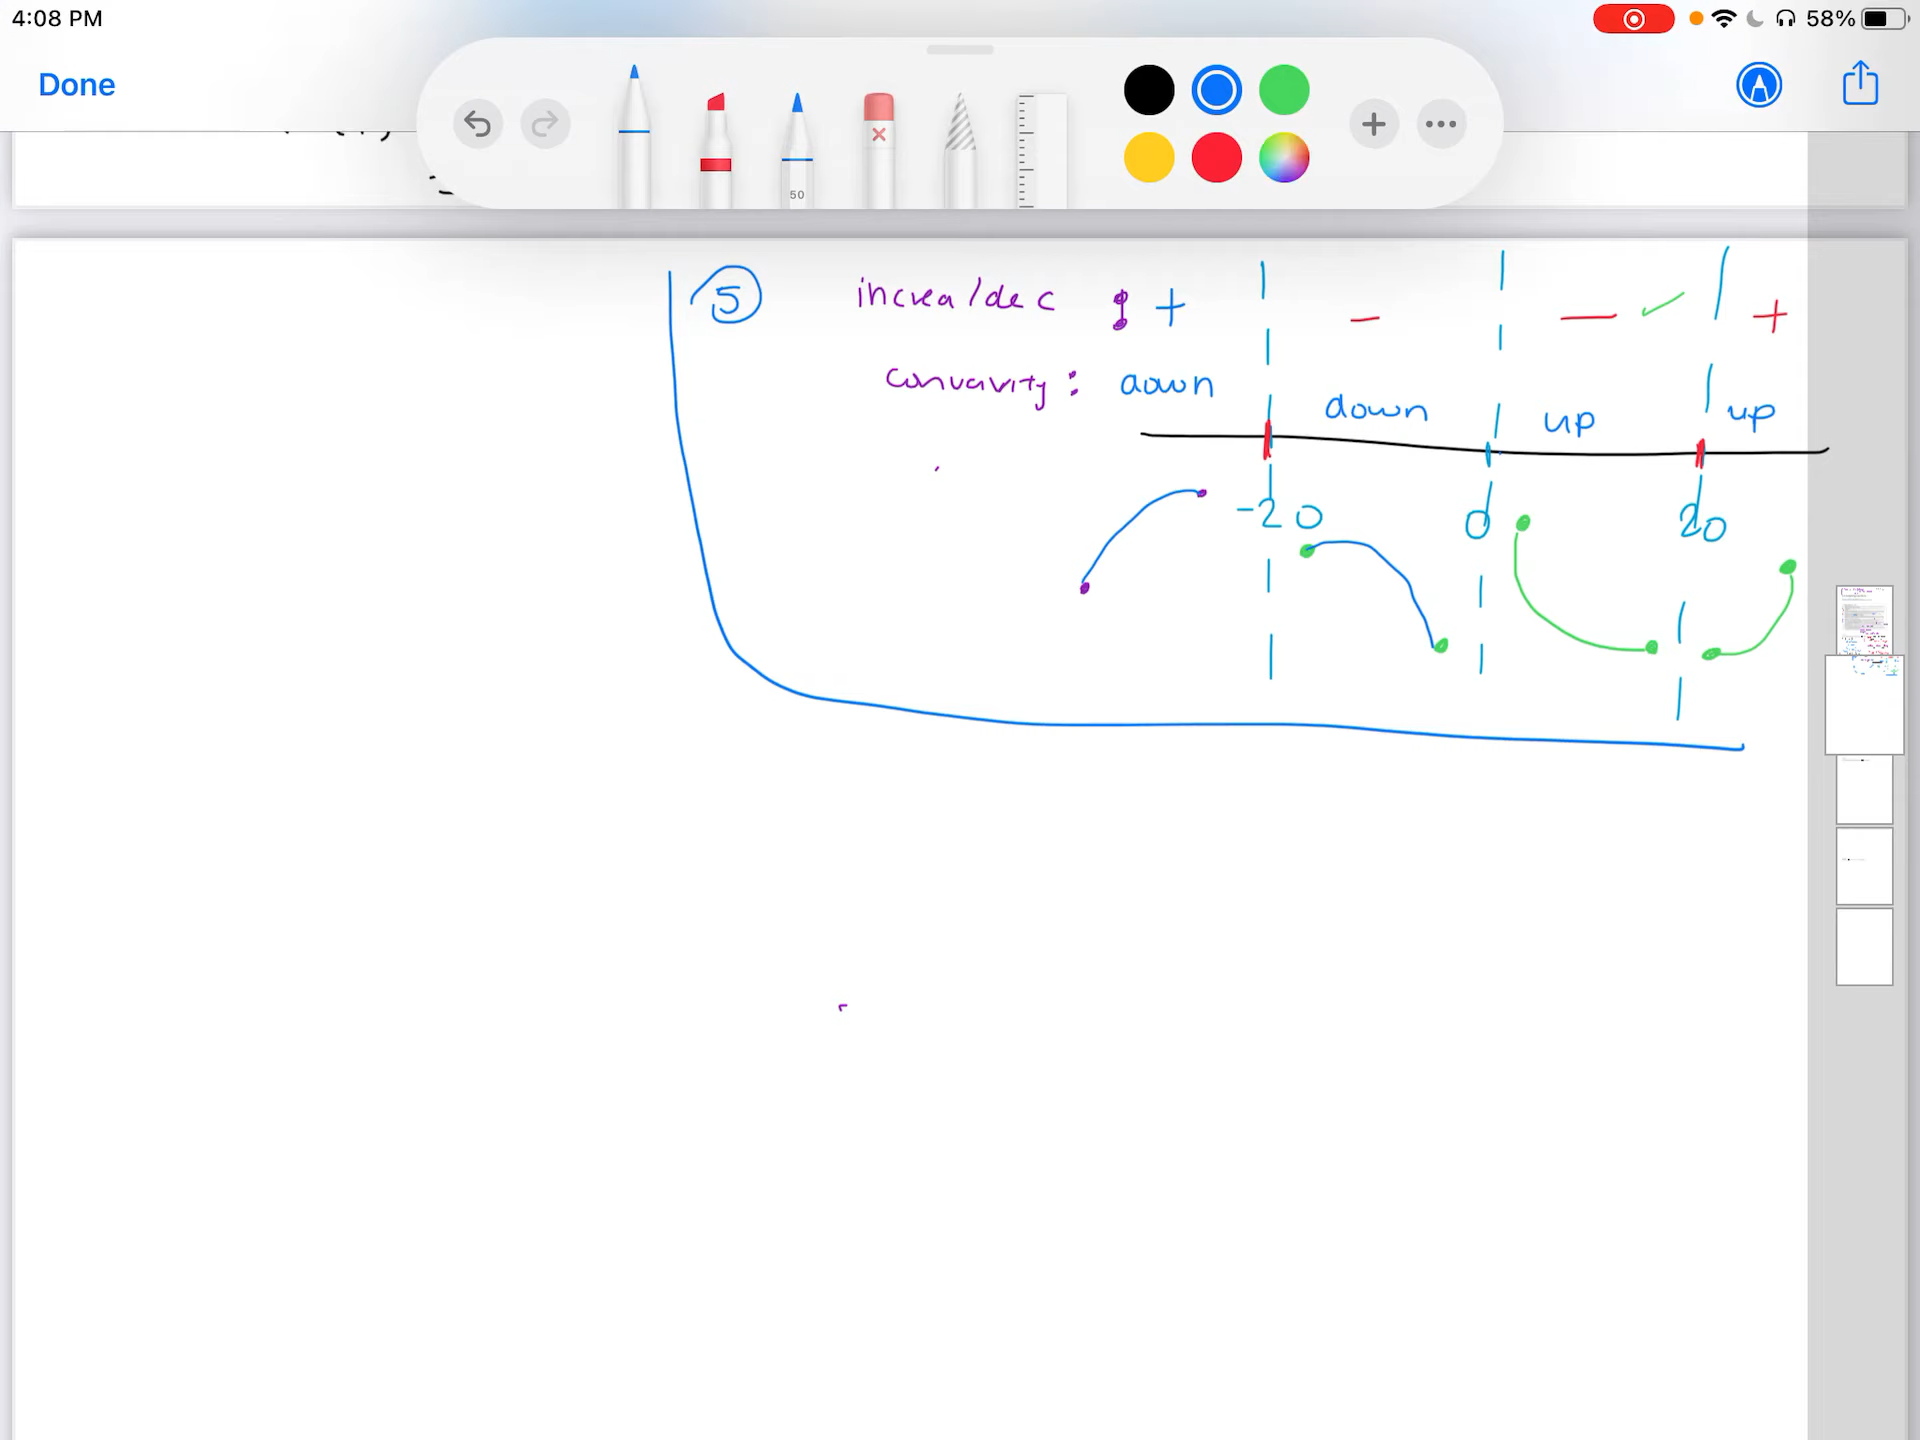 4:08 PM
58%
Done
50
5 increa/dec : + - - ✓ +
concavity: down down up up
-20 0 20